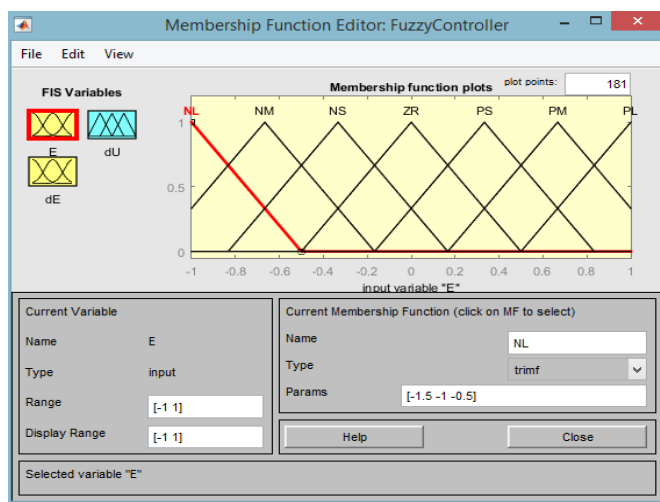 Membership Function Editor: FuzzyController
File Edit View
FIS Variables
E
dU
dE
Membership function plots
plot points:
181
NL NM NS ZR PS PM PL
1
0.5
0
-1 -0.8 -0.6 -0.4 -0.2 0 0.2 0.4 0.6 0.8 1
input variable "E"
Current Variable
Name E
Type input
Range [-1 1]
Display Range [-1 1]
Current Membership Function (click on MF to select)
Name NL
Type trimf
Params [-1.5 -1 -0.5]
Help Close
Selected variable "E"